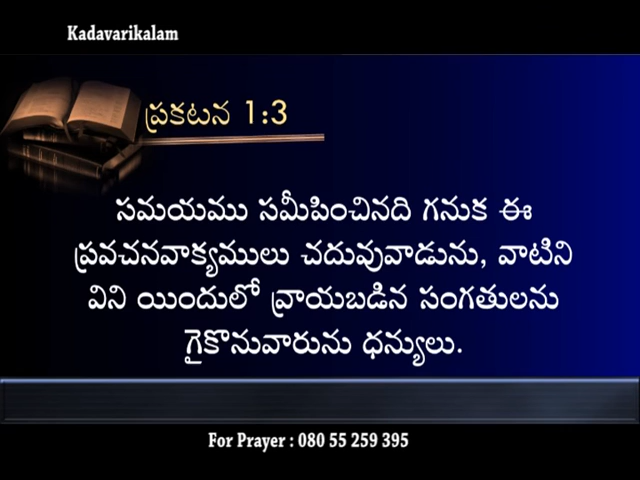 Kadavarikalam
ప్రకటన 1:3
సమయము సమీపించినది గనుక ఈ
ప్రవచనవాక్యములు చదువువాడును, వాటిని
విని యిందులో వ్రాయబడిన సంగతులను
గైకొనువారును ధన్యులు.
For Prayer : 080 55 259 395